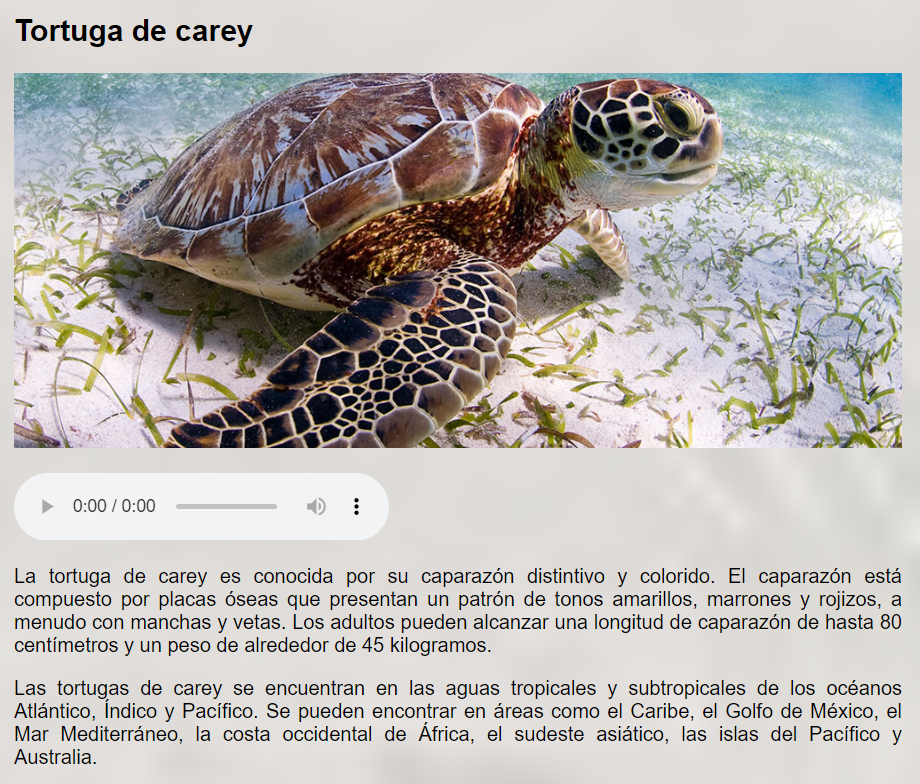 Tortuga de carey
0:00 / 0:00
La tortuga de carey es conocida por su caparazón distintivo y colorido. El caparazón está
compuesto por placas óseas que presentan un patrón de tonos amarillos, marrones y rojizos, a
menudo con manchas y vetas. Los adultos pueden alcanzar una longitud de caparazón de hasta 80
centímetros y un peso de alrededor de 45 kilogramos.
Las tortugas de carey se encuentran en las aguas tropicales y subtropicales de los océanos
Atlántico, Índico y Pacífico. Se pueden encontrar en áreas como el Caribe, el Golfo de México, el
Mar Mediterráneo, la costa occidental de África, el sudeste asiático, las islas del Pacífico y
Australia.